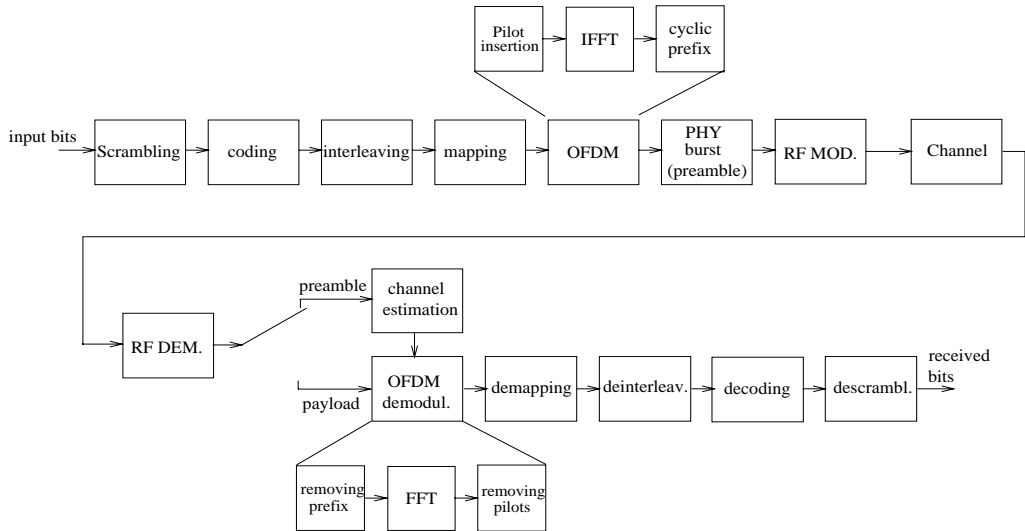 Pilot
insertion
IFFT
cyclic
prefix
input bits
Scrambling
coding
interleaving
mapping
OFDM
PHY
burst
(preamble)
RF MOD.
Channel
preamble
channel
estimation
RF DEM.
payload
OFDM
demodul.
demapping
deinterleav.
decoding
descrambl.
received
bits
removing
prefix
FFT
removing
pilots